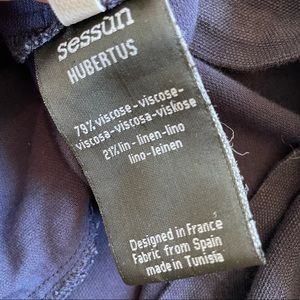 sessùn
HUBERTUS
79% viscose-viscose-
viscosa-viscosa-viskose
21% lin-linen-lino
lino-leinen
Designed in France
Fabric from Spain
made in Tunisia